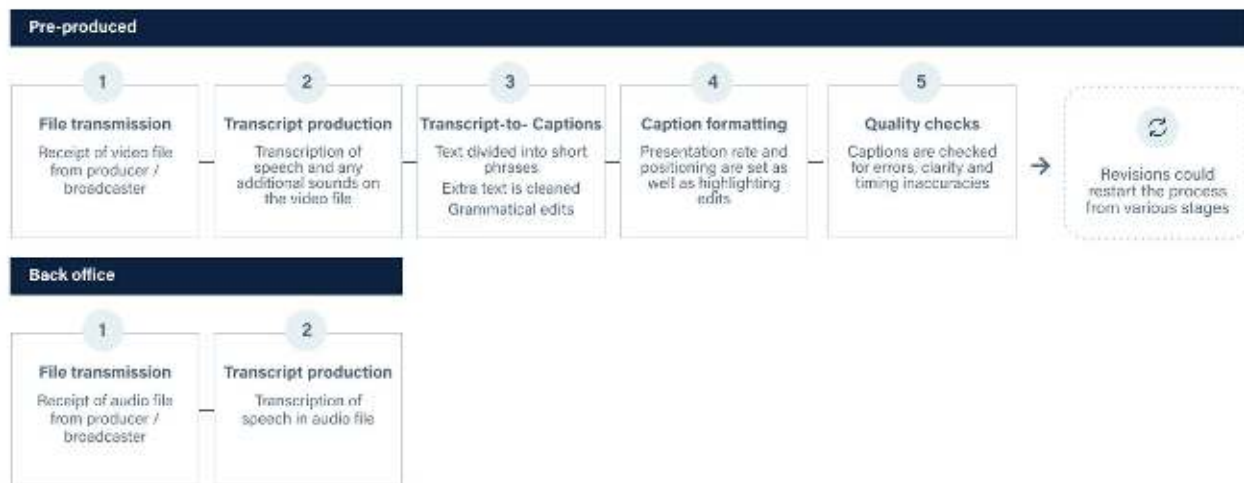 Pre-produced
1
File transmission
Receipt of video file
from producer /
broadcaster
2
Transcript production
Transcription of
speech and any
additional sounds on
the video file
3
Transcript-to- Captions
Text divided into short
phrases
Extra text is cleaned
Grammatical edits
4
Caption formatting
Presentation rate and
positioning are set as
well as highlighting
edits
5
Quality checks
Captions are checked
for errors, clarity and
timing inaccuracies
Revisions could
restart the process
from various stages
Back office
1
File transmission
Receipt of audio file
from producer /
broadcaster
2
Transcript production
Transcription of
speech in audio file